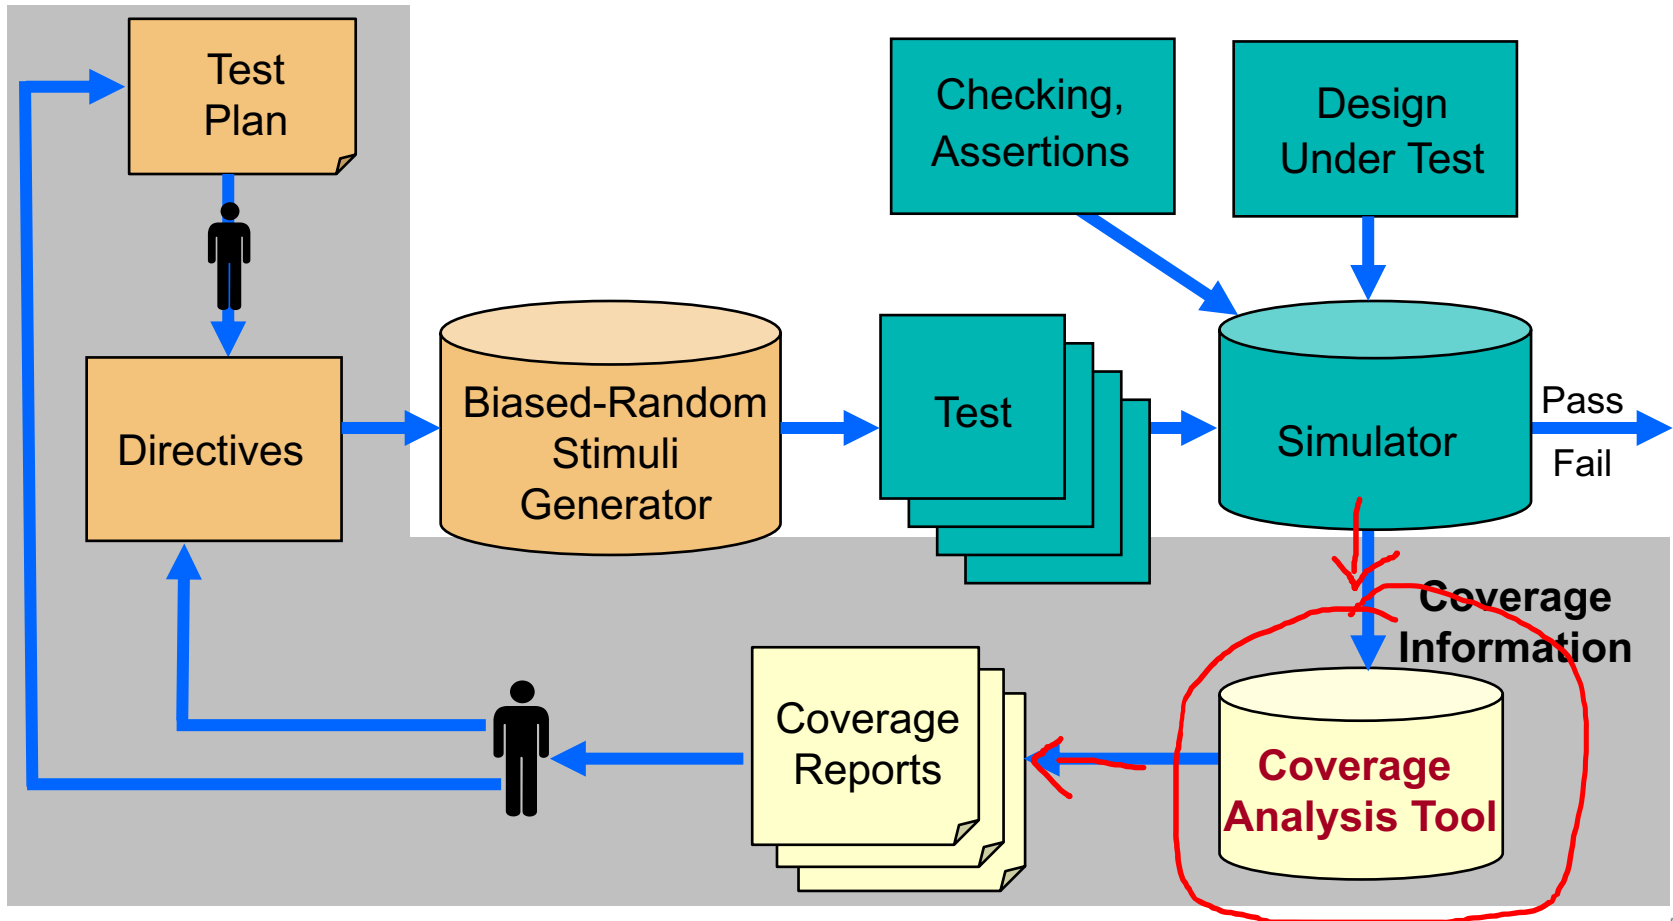 Test
Plan
Checking,
Assertions
Design
Under Test
Directives
Biased-Random
Stimuli
Generator
Test
Simulator
Pass
Fail
Coverage
Information
Coverage
Reports
Coverage
Analysis Tool